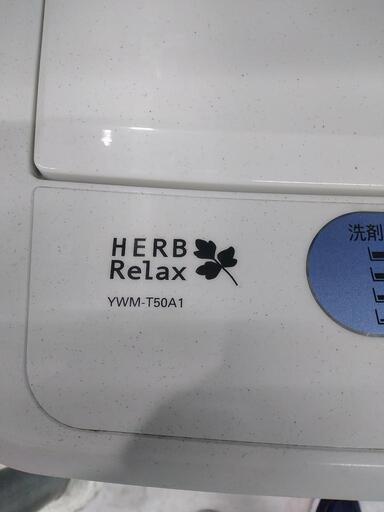 HERB
Relax
YWM-T50A1
洗剤